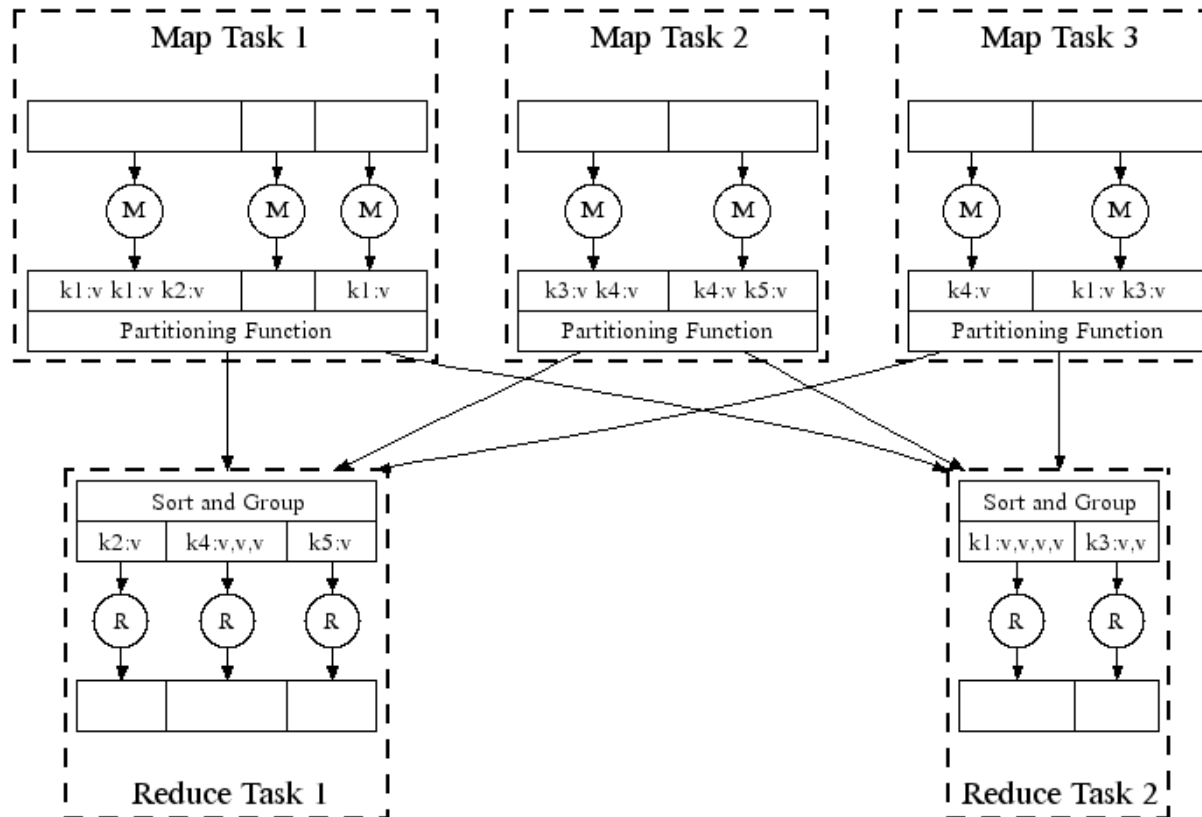 Map Task 1
Map Task 2
Map Task 3
M
M
M
M
M
M
M
k1:v k1:v k2:v
k1:v
k3:v k4:v
k4:v k5:v
k4:v
k1:v k3:v
Partitioning Function
Partitioning Function
Partitioning Function
Sort and Group
Sort and Group
k2:v
k4:v,v,v
k5:v
k1:v,v,v,v
k3:v,v
R
R
R
R
R
Reduce Task 1
Reduce Task 2